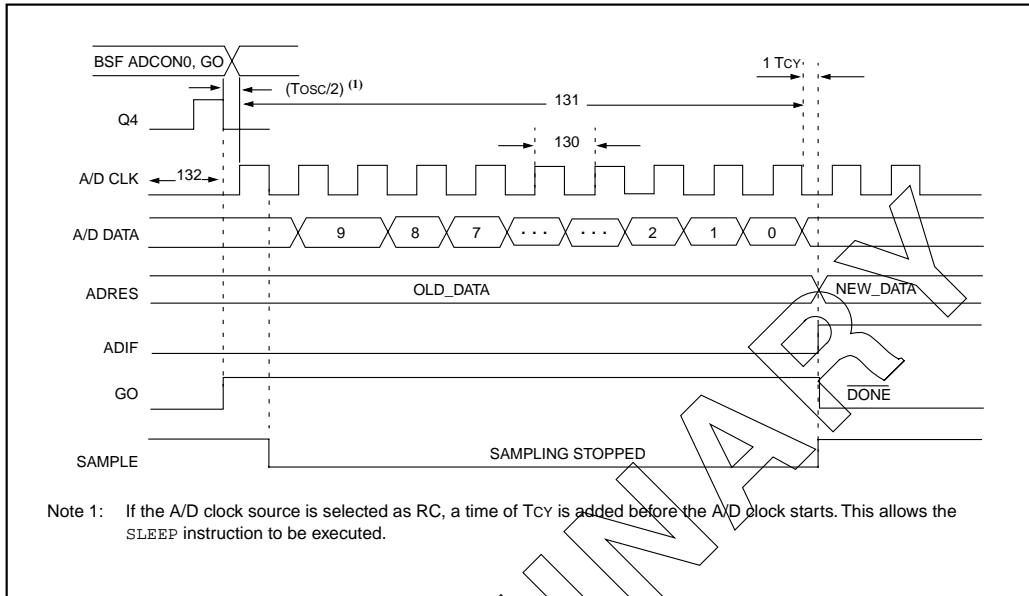 BSF ADCON0, GO
1 TCY
(TOSC/2) (1)
131
Q4
130
A/D CLK
132
A/D DATA
9 8 7 · · · · · · 2 1 0
ADRES
OLD_DATA
NEW_DATA
ADIF
GO
DONE
SAMPLE
SAMPLING STOPPED
Note 1: If the A/D clock source is selected as RC, a time of TCY is added before the A/D clock starts. This allows the
SLEEP instruction to be executed.
INARY